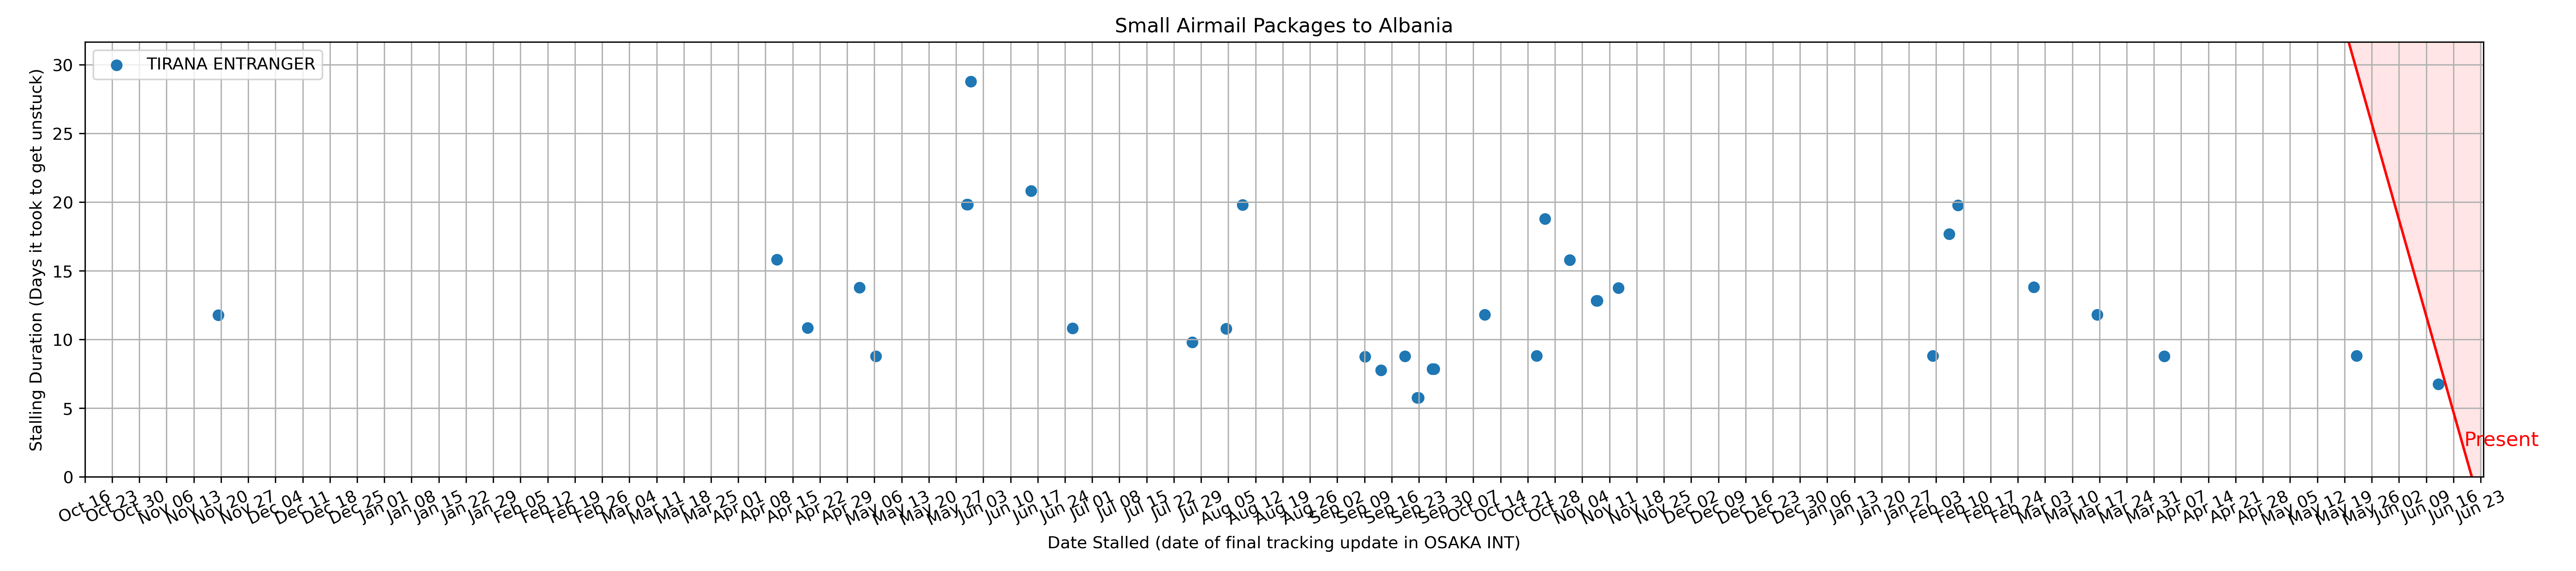 Small Airmail Packages to Albania
TIRANA ENTRANGER
Stalling Duration (Days it took to get unstuck)
30
25
20
15
10
5
0
Present
Oct 16
Oct 23
Oct 30
Nov 06
Nov 13
Nov 20
Nov 27
Dec 04
Dec 11
Dec 18
Dec 25
Jan 01
Jan 08
Jan 15
Jan 22
Jan 29
Feb 05
Feb 12
Feb 19
Feb 26
Mar 04
Mar 11
Mar 18
Mar 25
Apr 01
Apr 08
Apr 15
Apr 22
Apr 29
May 06
May 13
May 20
May 27
Jun 03
Jun 10
Jun 17
Jun 24
Jul 01
Jul 08
Jul 15
Jul 22
Jul 29
Aug 05
Aug 12
Aug 19
Aug 26
Sep 02
Sep 09
Sep 16
Sep 23
Sep 30
Oct 07
Oct 14
Oct 21
Oct 28
Nov 04
Nov 11
Nov 18
Nov 25
Dec 02
Dec 09
Dec 16
Dec 23
Dec 30
Jan 06
Jan 13
Jan 20
Jan 27
Feb 03
Feb 10
Feb 17
Feb 24
Mar 03
Mar 10
Mar 17
Mar 24
Mar 31
Apr 07
Apr 14
Apr 21
Apr 28
May 05
May 12
May 19
May 26
Jun 02
Jun 09
Jun 16
Jun 23
Date Stalled (date of final tracking update in OSAKA INT)